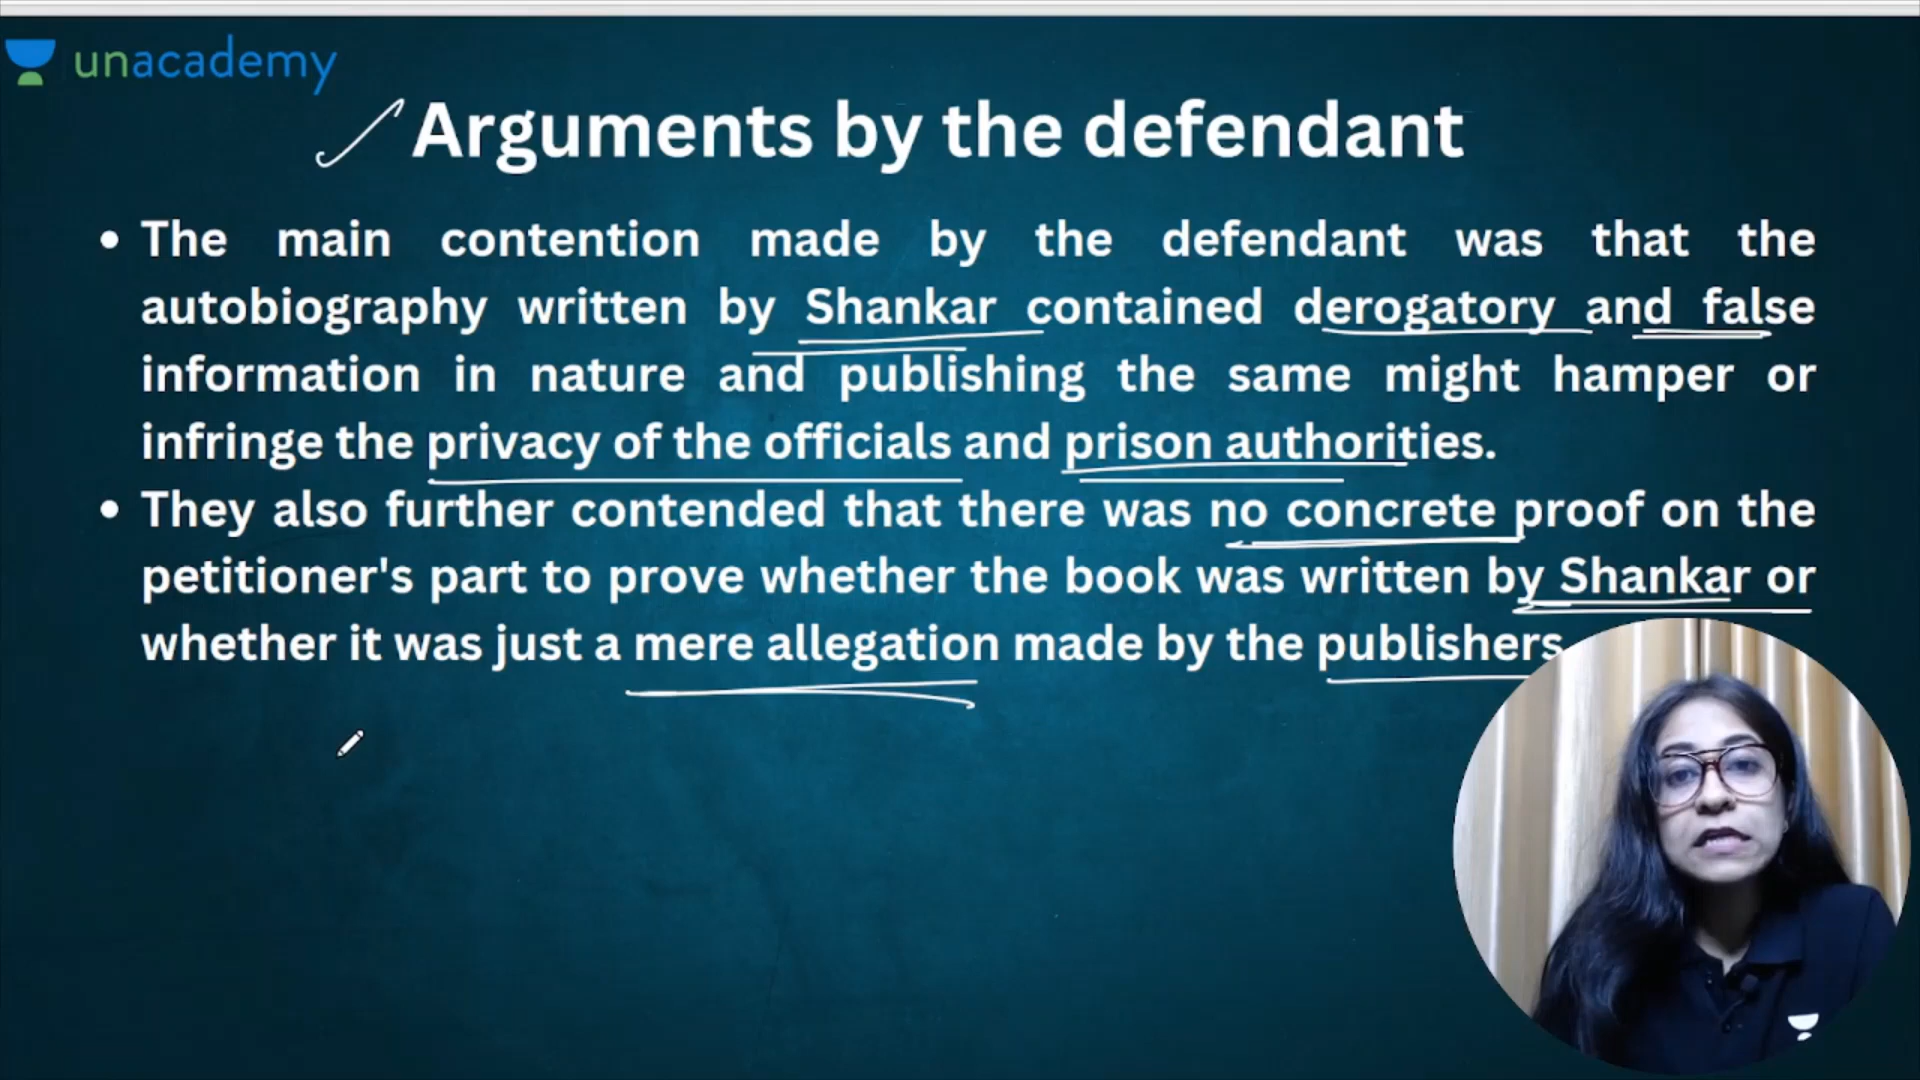 unacademy
Arguments by the defendant
• The main contention made by the defendant was that the
autobiography written by Shankar contained derogatory and false
information in nature and publishing the same might hamper or
infringe the privacy of the officials and prison authorities.
• They also further contended that there was no concrete proof on the
petitioner's part to prove whether the book was written by Shankar or
whether it was just a mere allegation made by the publishers